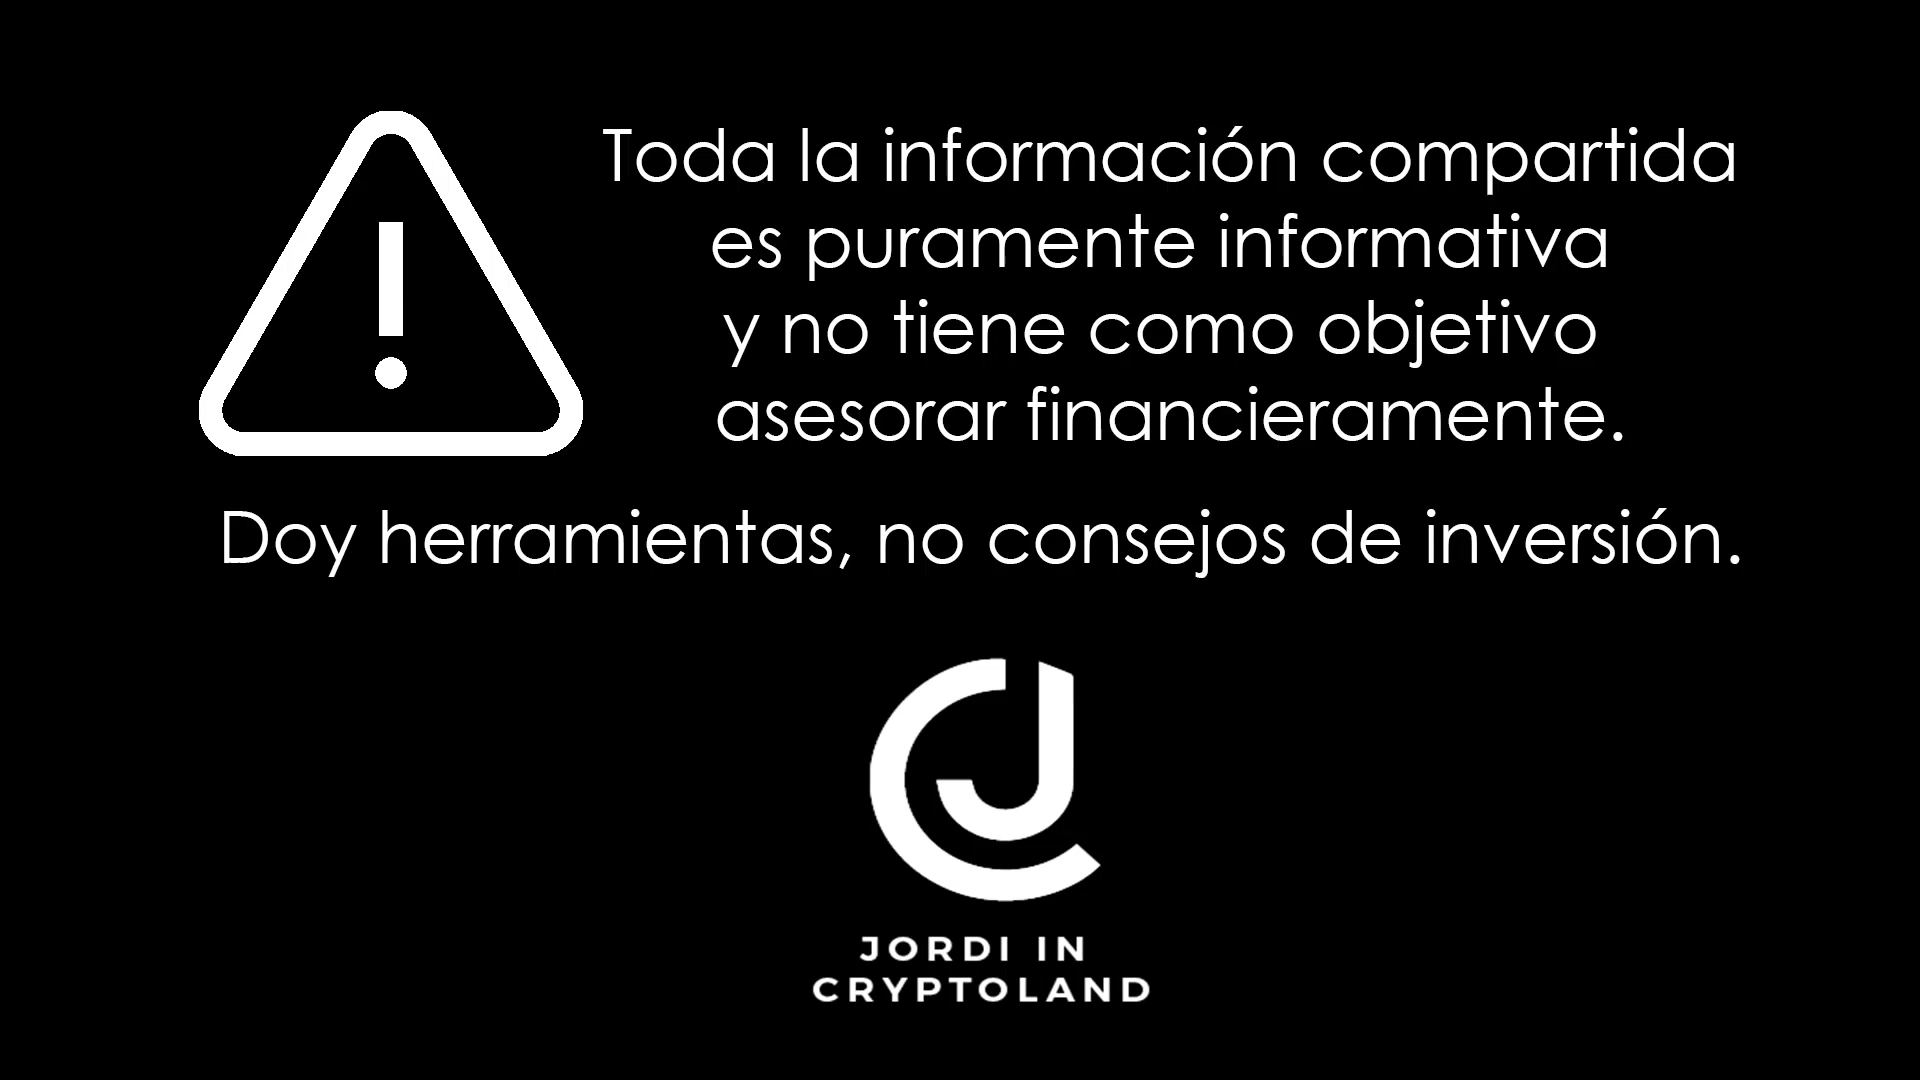 Toda la información compartida
es puramente informativa
y no tiene como objetivo
asesorar financieramente.
Doy herramientas, no consejos de inversión.
JORDI IN
CRYPTOLAND